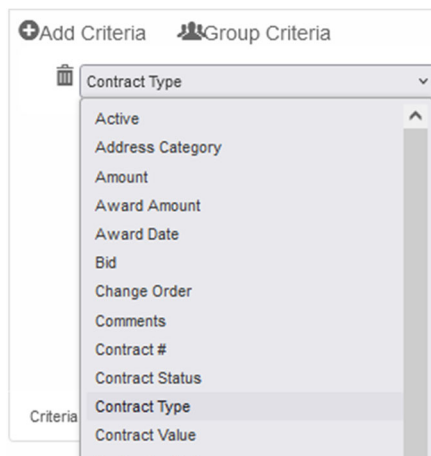 Add Criteria Group Criteria
Contract Type
Active
Address Category
Amount
Award Amount
Award Date
Bid
Change Order
Comments
Contract #
Contract Status
Contract Type
Criteria
Contract Value